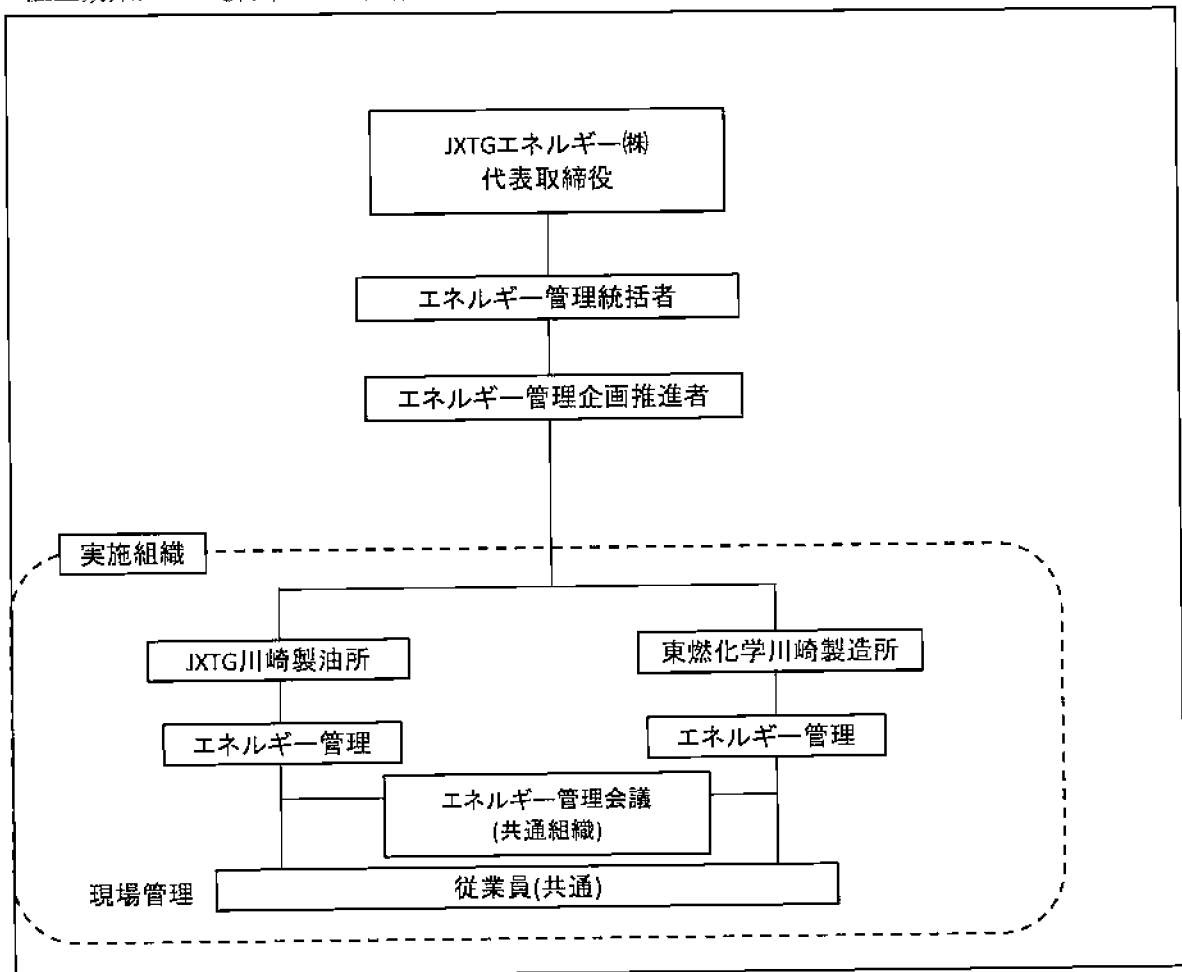 JXTGエネルギー㈱
代表取締役
エネルギー管理統括者
エネルギー管理企画推進者
実施組織
JXTG川崎製油所
東燃化学川崎製造所
エネルギー管理
エネルギー管理
エネルギー管理会議
(共通組織)
現場管理
従業員(共通)